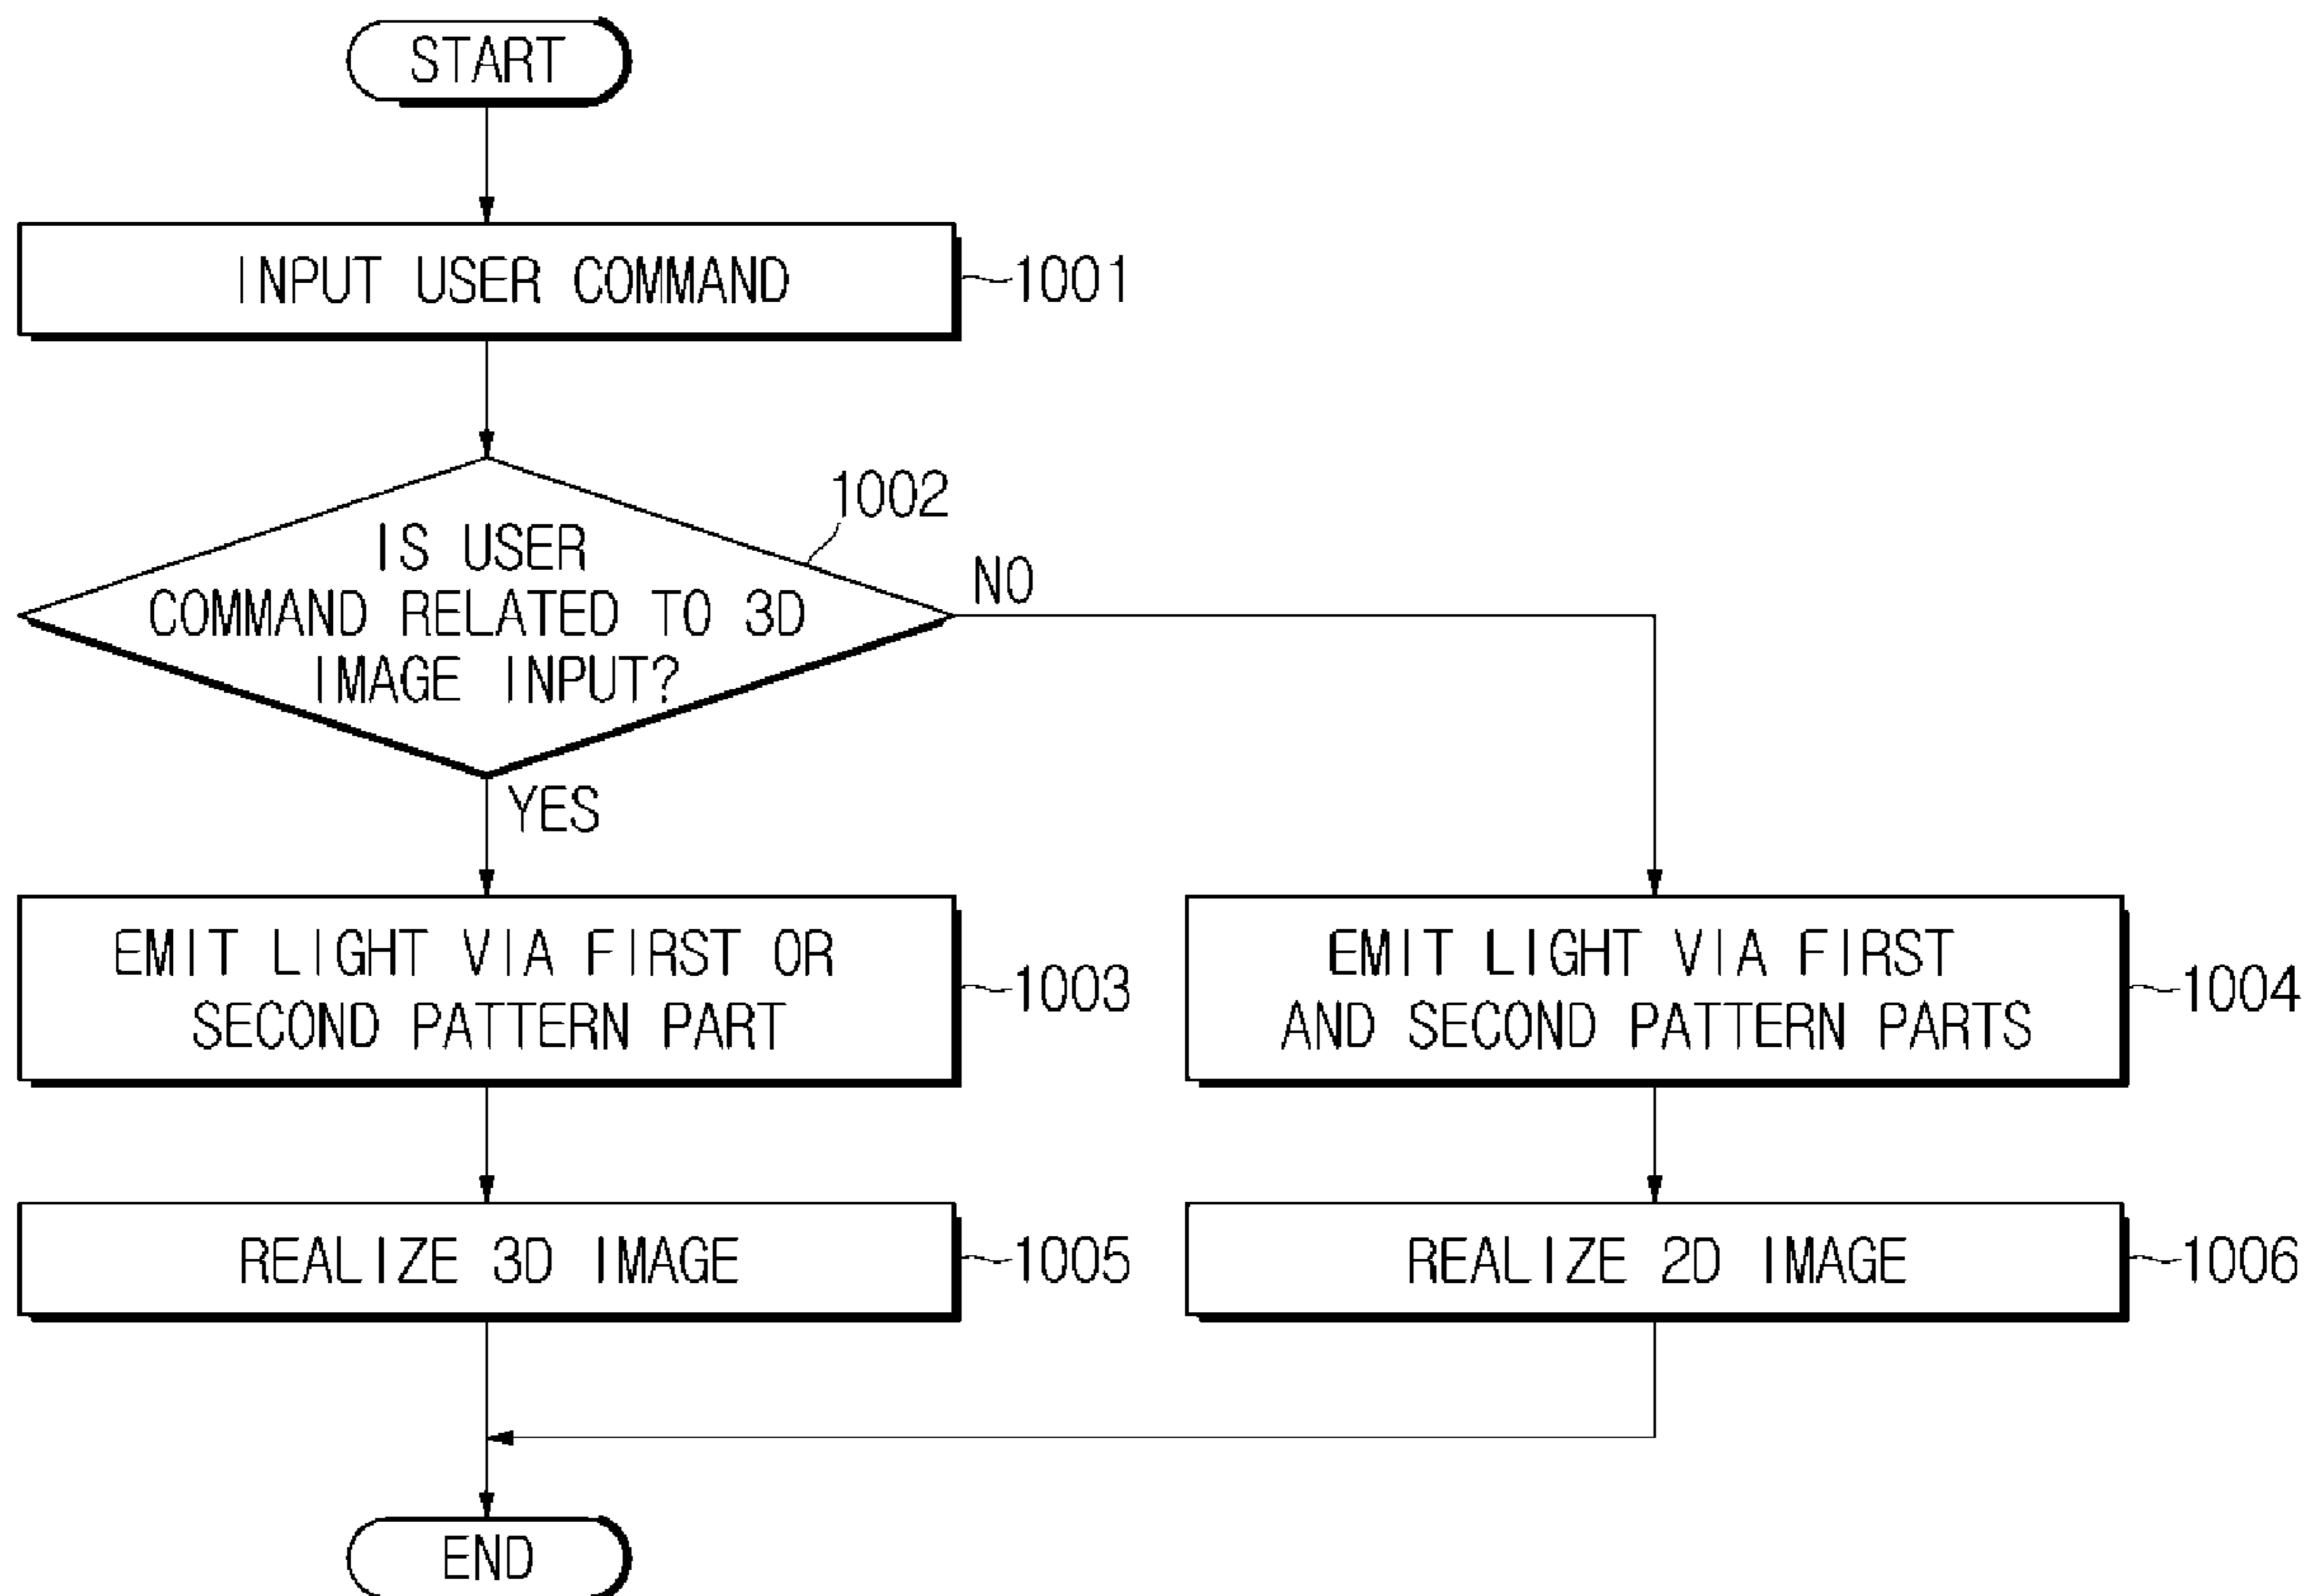 START
INPUT USER COMMAND
1001
1002
IS USER
COMMAND RELATED TO 3D
IMAGE INPUT?
NO
YES
EMIT LIGHT VIA FIRST OR
SECOND PATTERN PART
1003
EMIT LIGHT VIA FIRST
AND SECOND PATTERN PARTS
1004
REALIZE 3D IMAGE
1005
REALIZE 2D IMAGE
1006
END